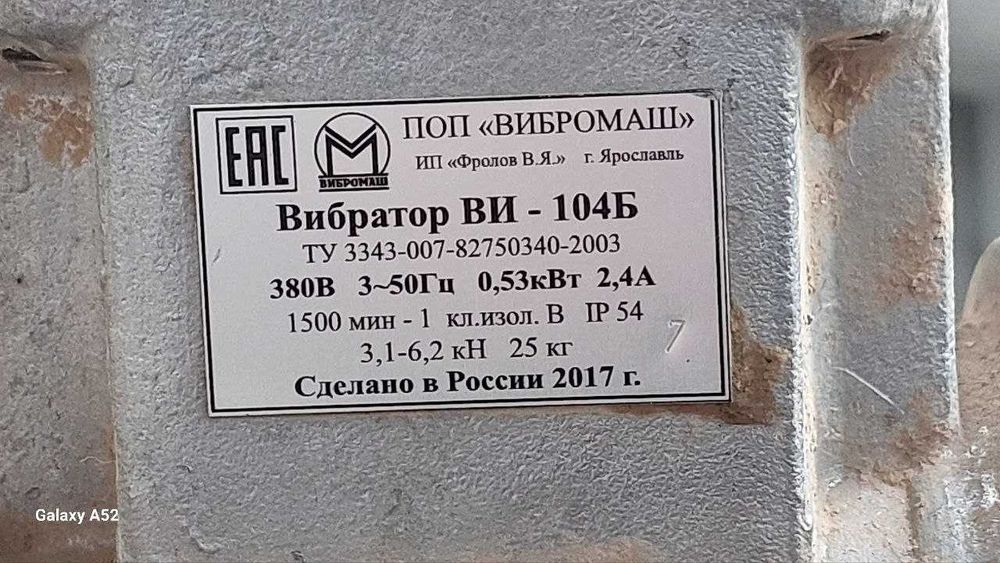 ЕАС
ВИБРОМАШ
ПОП «ВИБРОМАШ»
ИП «Фролов В.Я.» г. Ярославль
Вибратор ВИ - 104Б
ТУ 3343-007-82750340-2003
380В 3~50Гц 0,53кВт 2,4А
1500 мин - 1 кл.изол. В IP 54
3,1-6,2 кН 25 кг
7
Сделано в России 2017 г.
Galaxy A52